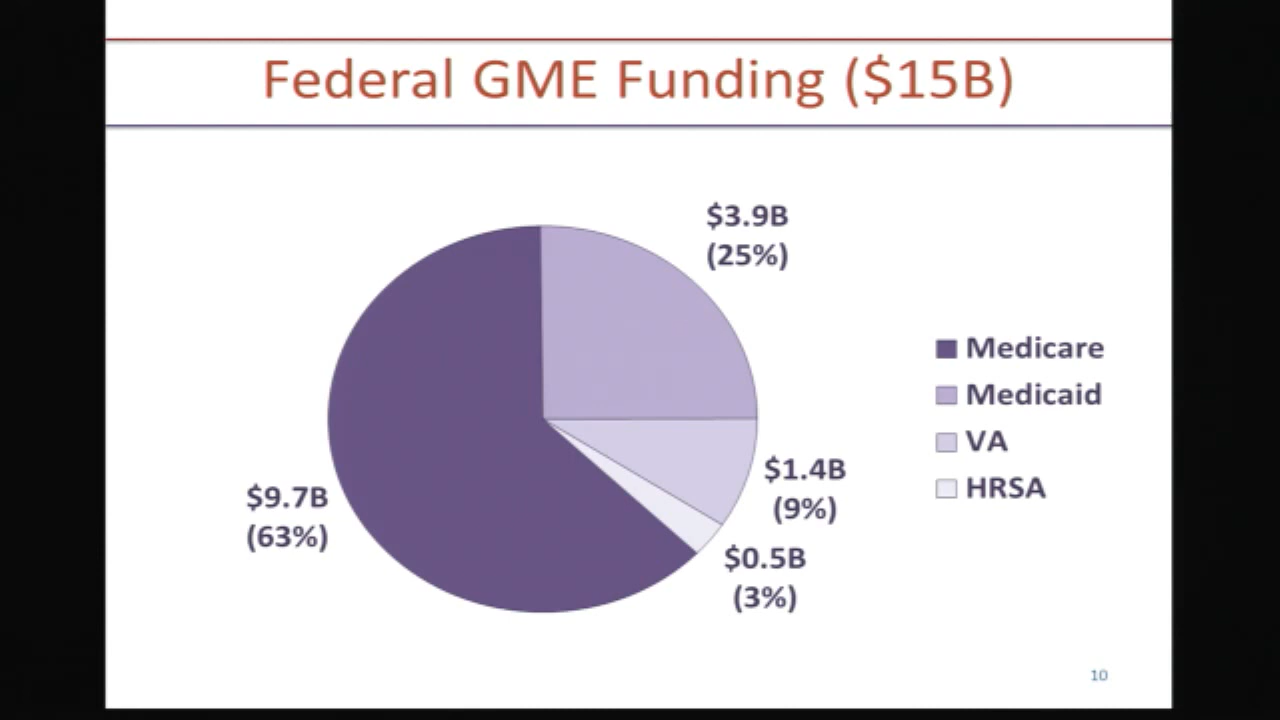 Federal GME Funding ($15B)
$3.9B
(25%)
Medicare
Medicaid
VA
HRSA
$1.4B
(9%)
$9.7B
(63%)
$0.5B
(3%)
10